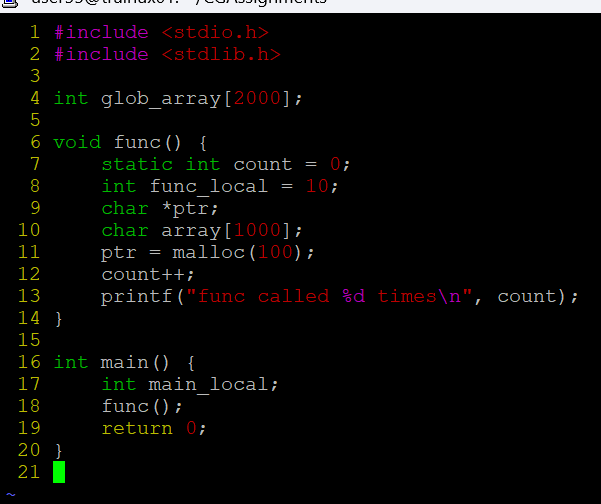 1 #include <stdio.h>
2 #include <stdlib.h>
3
4 int glob_array[2000];
5
6 void func() {
7     static int count = 0;
8     int func_local = 10;
9     char *ptr;
10     char array[1000];
11     ptr = malloc(100);
12     count++;
13     printf("func called %d times\n", count);
14 }
15
16 int main() {
17     int main_local;
18     func();
19     return 0;
20 }
21
~